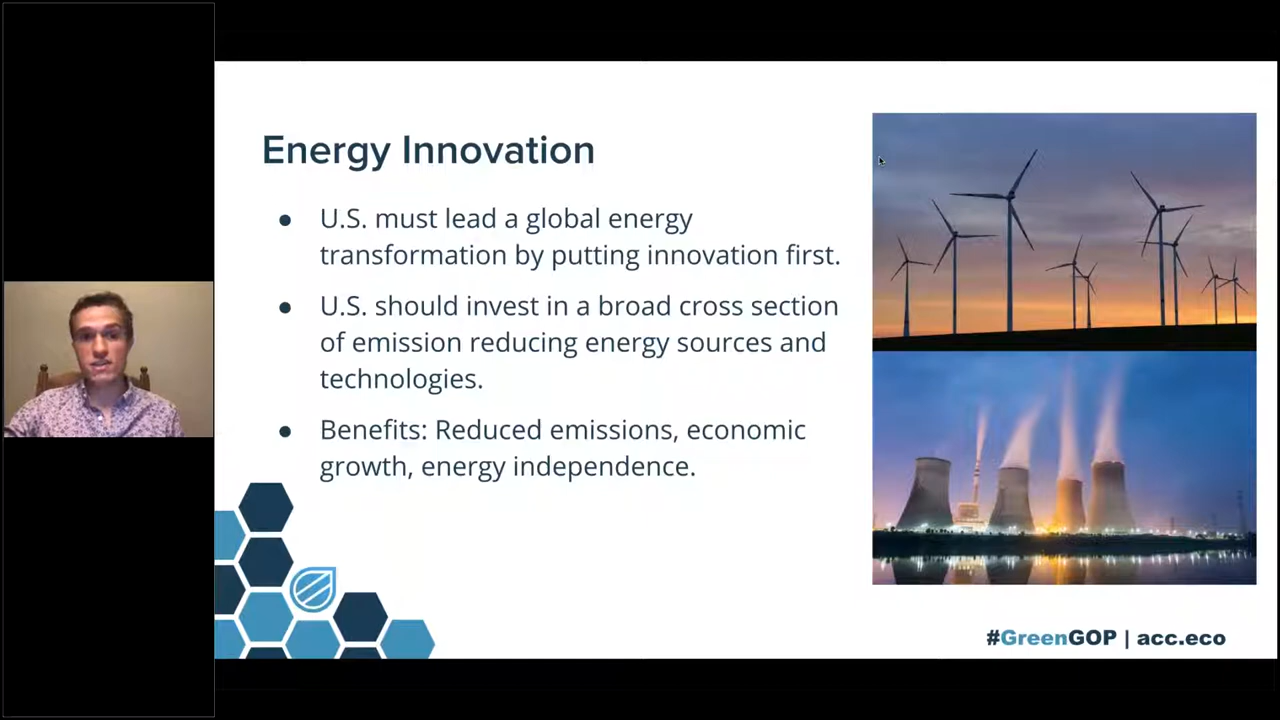 Energy Innovation
● U.S. must lead a global energy
transformation by putting innovation first.
● U.S. should invest in a broad cross section
of emission reducing energy sources and
technologies.
● Benefits: Reduced emissions, economic
growth, energy independence.
#GreenGOP | acc.eco